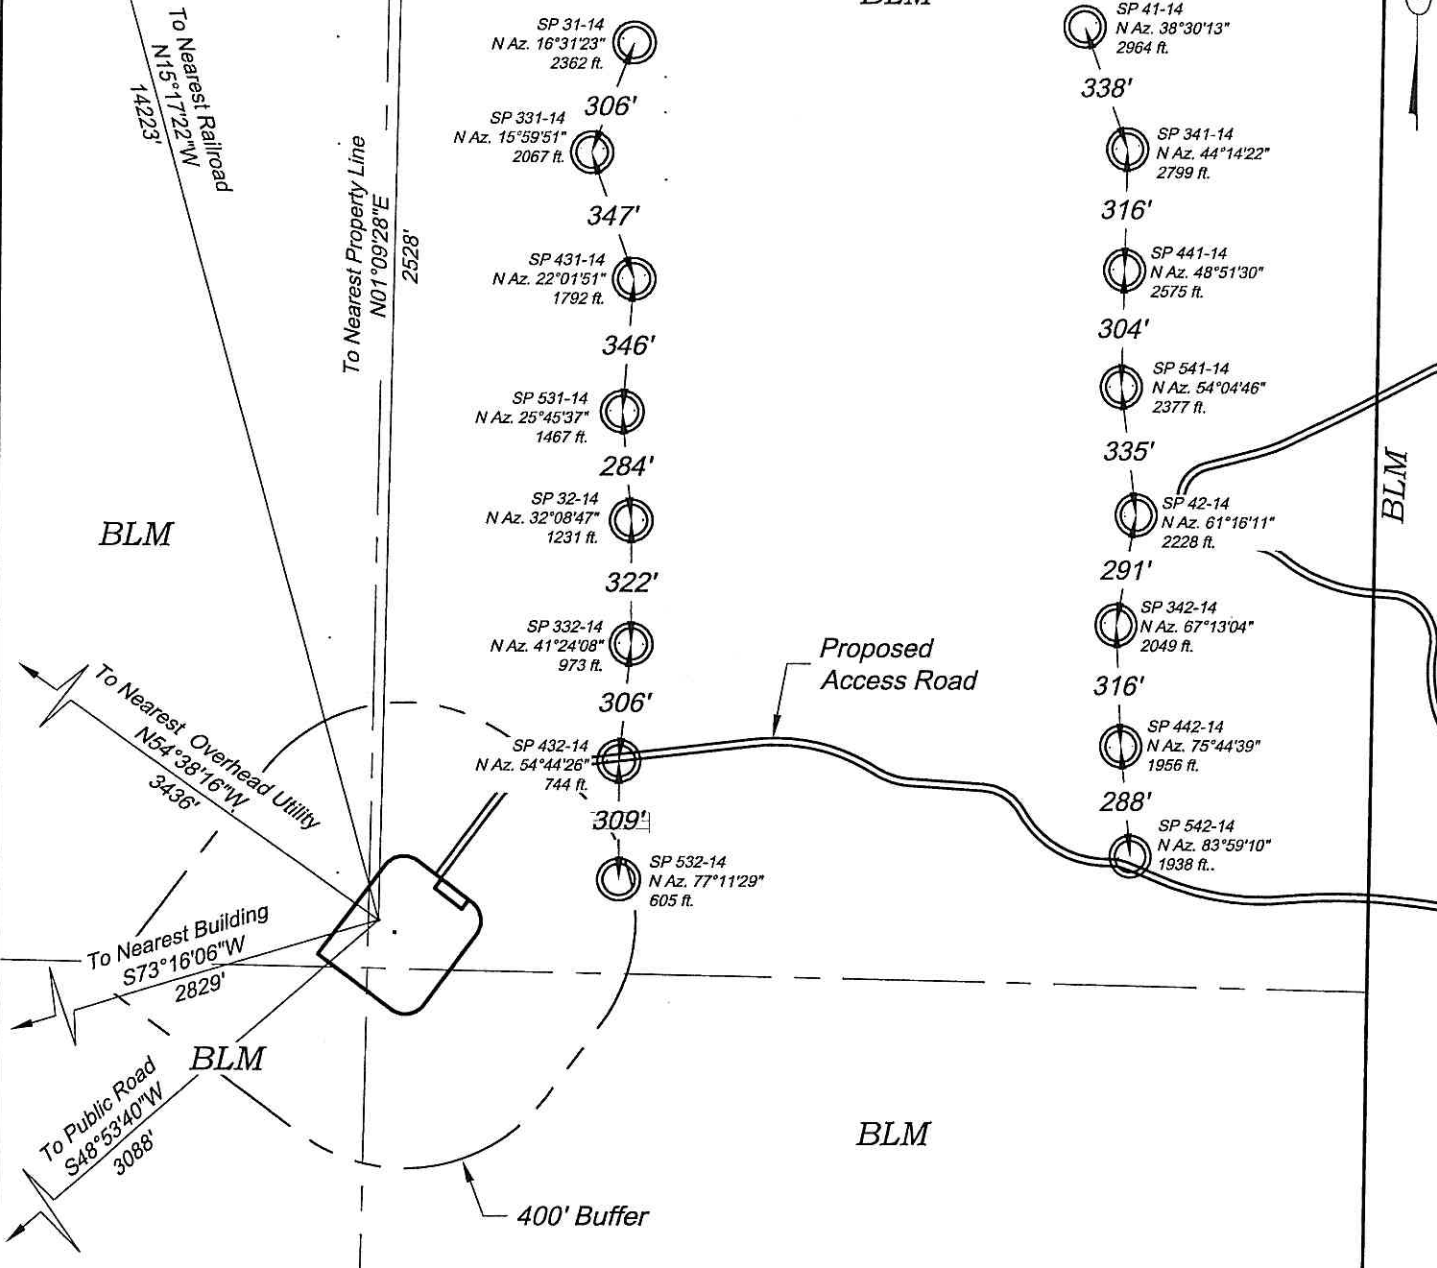 BLM
To Nearest Railroad
N15°17'22"W
14223'
To Nearest Property Line
N01°09'28"E
2528'
SP 31-14
N Az. 16°31'23"
2362 ft.
306'
SP 331-14
N Az. 15°59'51"
2067 ft.
347'
SP 431-14
N Az. 22°01'51"
1792 ft.
346'
SP 531-14
N Az. 25°45'37"
1467 ft.
284'
SP 32-14
N Az. 32°08'47"
1231 ft.
322'
SP 332-14
N Az. 41°24'08"
973 ft.
306'
SP 432-14
N Az. 54°44'26"
744 ft.
309'
SP 532-14
N Az. 77°11'29"
605 ft.
SP 41-14
N Az. 38°30'13"
2964 ft.
338'
SP 341-14
N Az. 44°14'22"
2799 ft.
316'
SP 441-14
N Az. 48°51'30"
2575 ft.
304'
SP 541-14
N Az. 54°04'46"
2377 ft.
335'
SP 42-14
N Az. 61°16'11"
2228 ft.
291'
SP 342-14
N Az. 67°13'04"
2049 ft.
316'
SP 442-14
N Az. 75°44'39"
1956 ft.
288'
SP 542-14
N Az. 83°59'10"
1938 ft..
BLM
BLM
Proposed
Access Road
To Nearest Overhead Utility
N54°38'16"W
3436'
To Nearest Building
S73°16'06"W
2829'
BLM
To Public Road
S48°53'40"W
3088'
BLM
400' Buffer